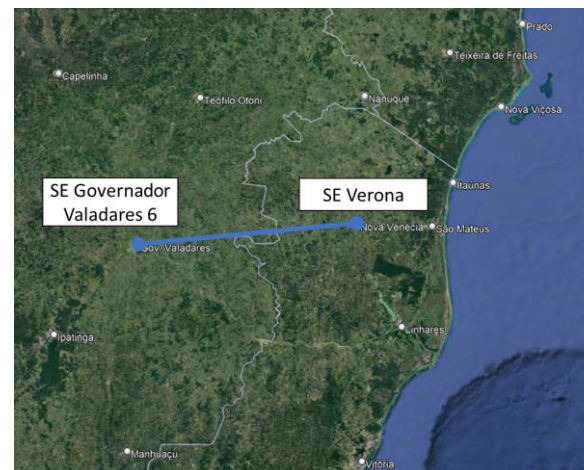 Prado
Teixeira de Freitas
Capelinha
Teófilo Otoni
Nanuque
Nova Viçosa
SE Governador
Valadares 6
SE Verona
Itaúnas
Nova Venécia
São Mateus
Gov. Valadares
Linhares
Ipatinga
Manhuaçu
Vitória